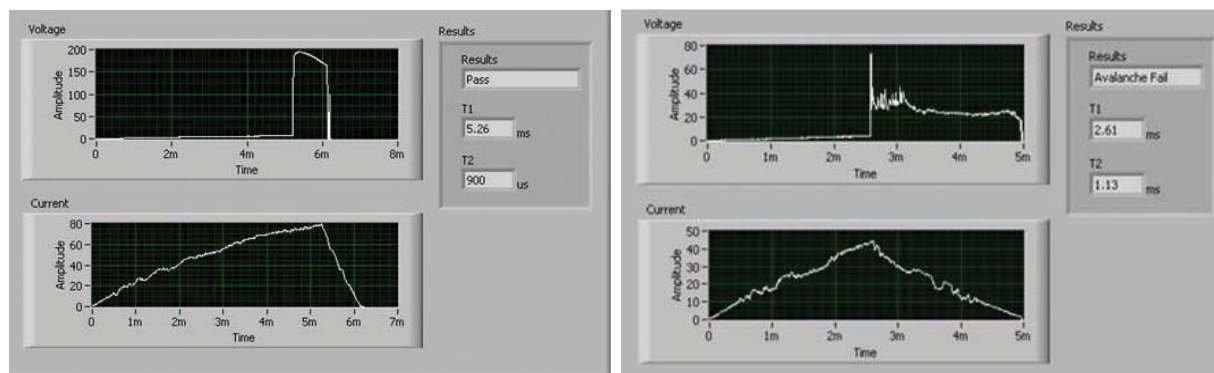 Voltage
Amplitude
200
150
100
50
0
0 2m 4m 6m 8m
Time
Results
Results
Pass
T1
5.26 ms
T2
900 us
Current
Amplitude
80
60
40
20
0
0 1m 2m 3m 4m 5m 6m 7m
Time
Voltage
Amplitude
80
60
40
20
0
0 1m 2m 3m 4m 5m
Time
Results
Results
Avalanche Fail
T1
2.61 ms
T2
1.13 ms
Current
Amplitude
50
40
30
20
10
0
0 1m 2m 3m 4m 5m
Time